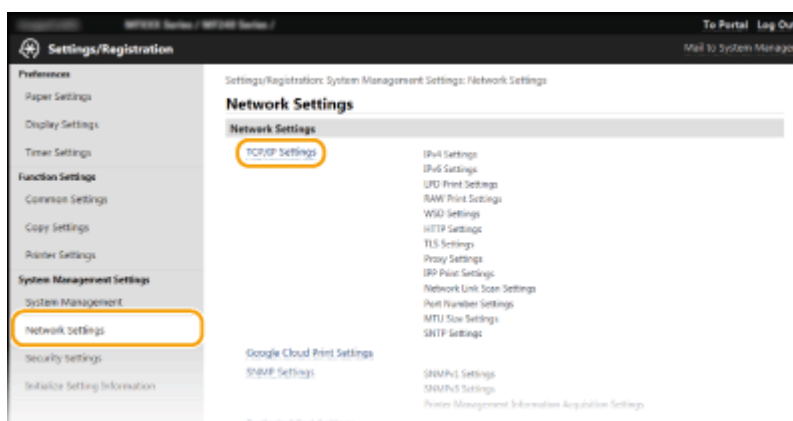 MFXXX Series / MF240 Series /
To Portal Log Ou
Settings/Registration
Mail to System Manage
Preferences
Paper Settings
Display Settings
Timer Settings
Function Settings
Common Settings
Copy Settings
Printer Settings
System Management Settings
System Management
Network Settings
Security Settings
Initialize Setting Information
Settings/Registration: System Management Settings: Network Settings
Network Settings
Network Settings
TCP/IP Settings
IPv4 Settings
IPv6 Settings
LPD Print Settings
RAW Print Settings
WSD Settings
HTTP Settings
TLS Settings
Proxy Settings
IPP Print Settings
Network Link Scan Settings
Port Number Settings
MTU Size Settings
SNTP Settings
Google Cloud Print Settings
SNMP Settings
SNMPv1 Settings
SNMPv3 Settings
Printer Management Information Acquisition Settings